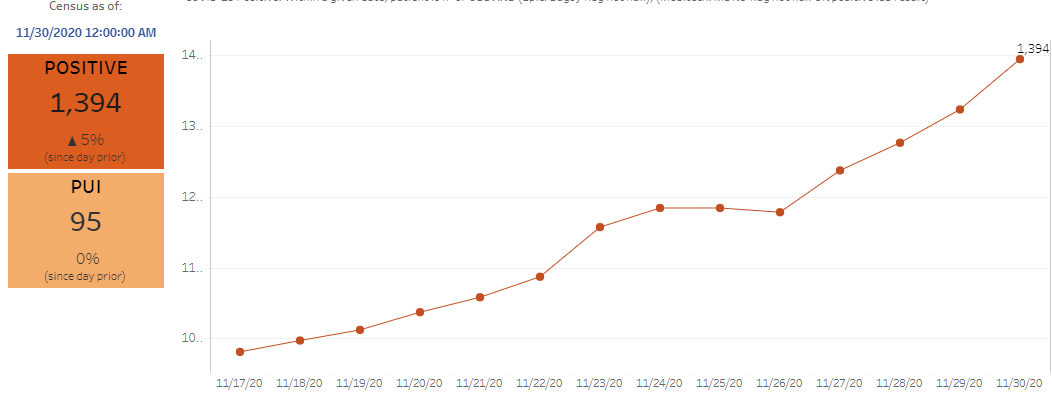 Census as of:
11/30/2020 12:00:00 AM
POSITIVE
1,394
▲ 5%
(since day prior)
PUI
95
0%
(since day prior)
1,394
14..
13..
12..
11..
10..
11/17/20 11/18/20 11/19/20 11/20/20 11/21/20 11/22/20 11/23/20 11/24/20 11/25/20 11/26/20 11/27/20 11/28/20 11/29/20 11/30/20